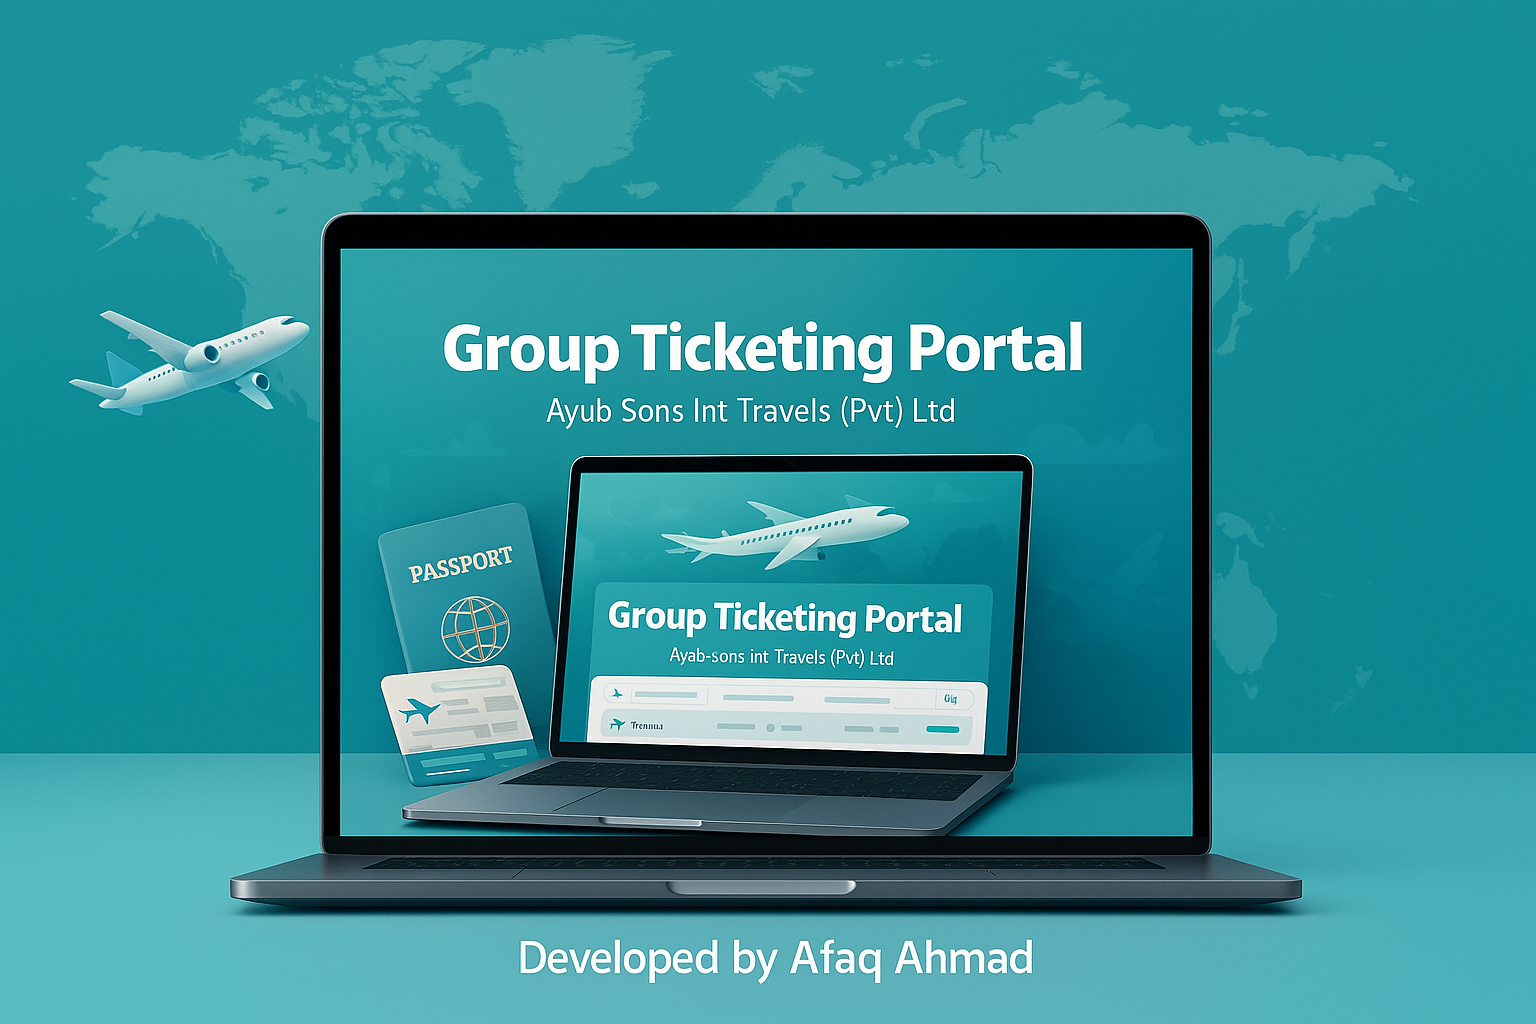 Group Ticketing Portal
Ayub Sons Int Travels (Pvt) Ltd
PASSPORT
Group Ticketing Portal
Ayab-sons int Travels (Pvt) Ltd
Developed by Afaq Ahmad